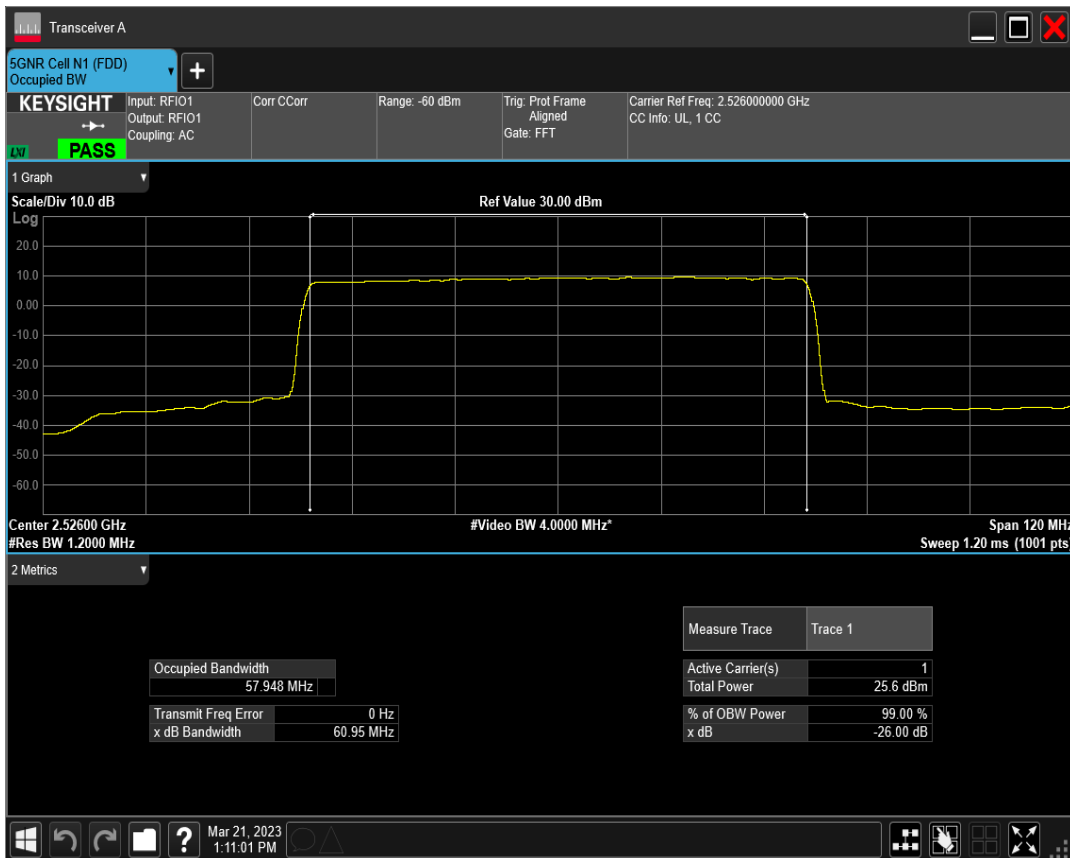 Transceiver A
5GNR Cell N1 (FDD)
Occupied BW
KEYSIGHT
LXI
PASS
Input: RFIO1
Output: RFIO1
Coupling: AC
Corr CCorr
Range: -60 dBm
Trig: Prot Frame
Aligned
Gate: FFT
Carrier Ref Freq: 2.526000000 GHz
CC Info: UL, 1 CC
1 Graph
Scale/Div 10.0 dB
Ref Value 30.00 dBm
Log
20.0
10.0
0.00
-10.0
-20.0
-30.0
-40.0
-50.0
-60.0
Center 2.52600 GHz
#Video BW 4.0000 MHz*
Span 120 MHz
#Res BW 1.2000 MHz
Sweep 1.20 ms (1001 pts)
2 Metrics
Measure Trace Trace 1
Occupied Bandwidth
57.948 MHz
Transmit Freq Error 0 Hz
x dB Bandwidth 60.95 MHz
Active Carrier(s) 1
Total Power 25.6 dBm
% of OBW Power 99.00 %
x dB -26.00 dB
?
Mar 21, 2023
1:11:01 PM